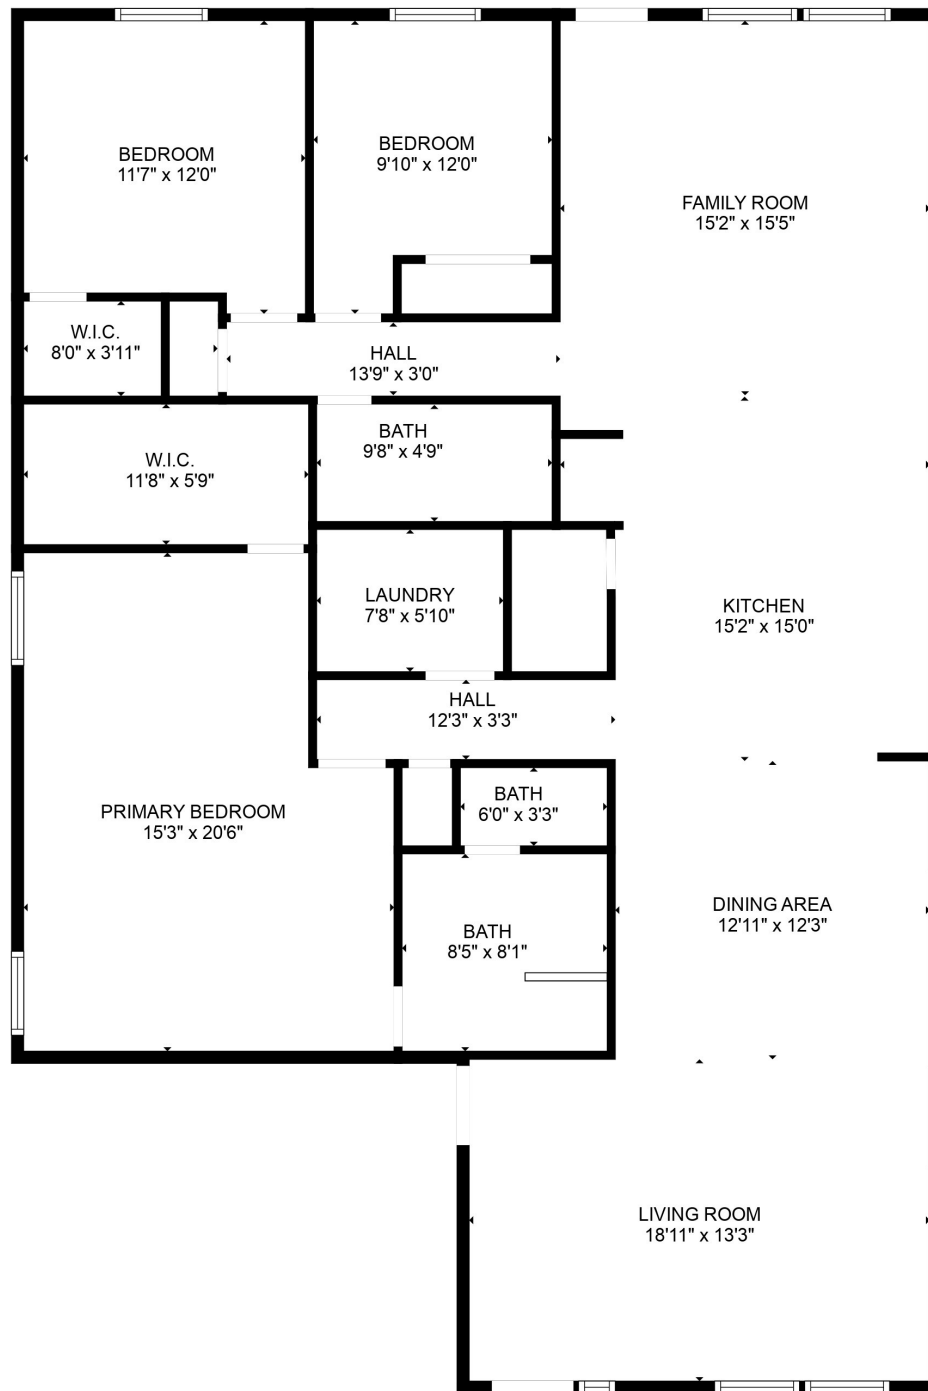 BEDROOM
11'7" x 12'0"
BEDROOM
9'10" x 12'0"
FAMILY ROOM
15'2" x 15'5"
W.I.C.
8'0" x 3'11"
HALL
13'9" x 3'0"
BATH
9'8" x 4'9"
W.I.C.
11'8" x 5'9"
LAUNDRY
7'8" x 5'10"
KITCHEN
15'2" x 15'0"
HALL
12'3" x 3'3"
PRIMARY BEDROOM
15'3" x 20'6"
BATH
6'0" x 3'3"
BATH
8'5" x 8'1"
DINING AREA
12'11" x 12'3"
LIVING ROOM
18'11" x 13'3"